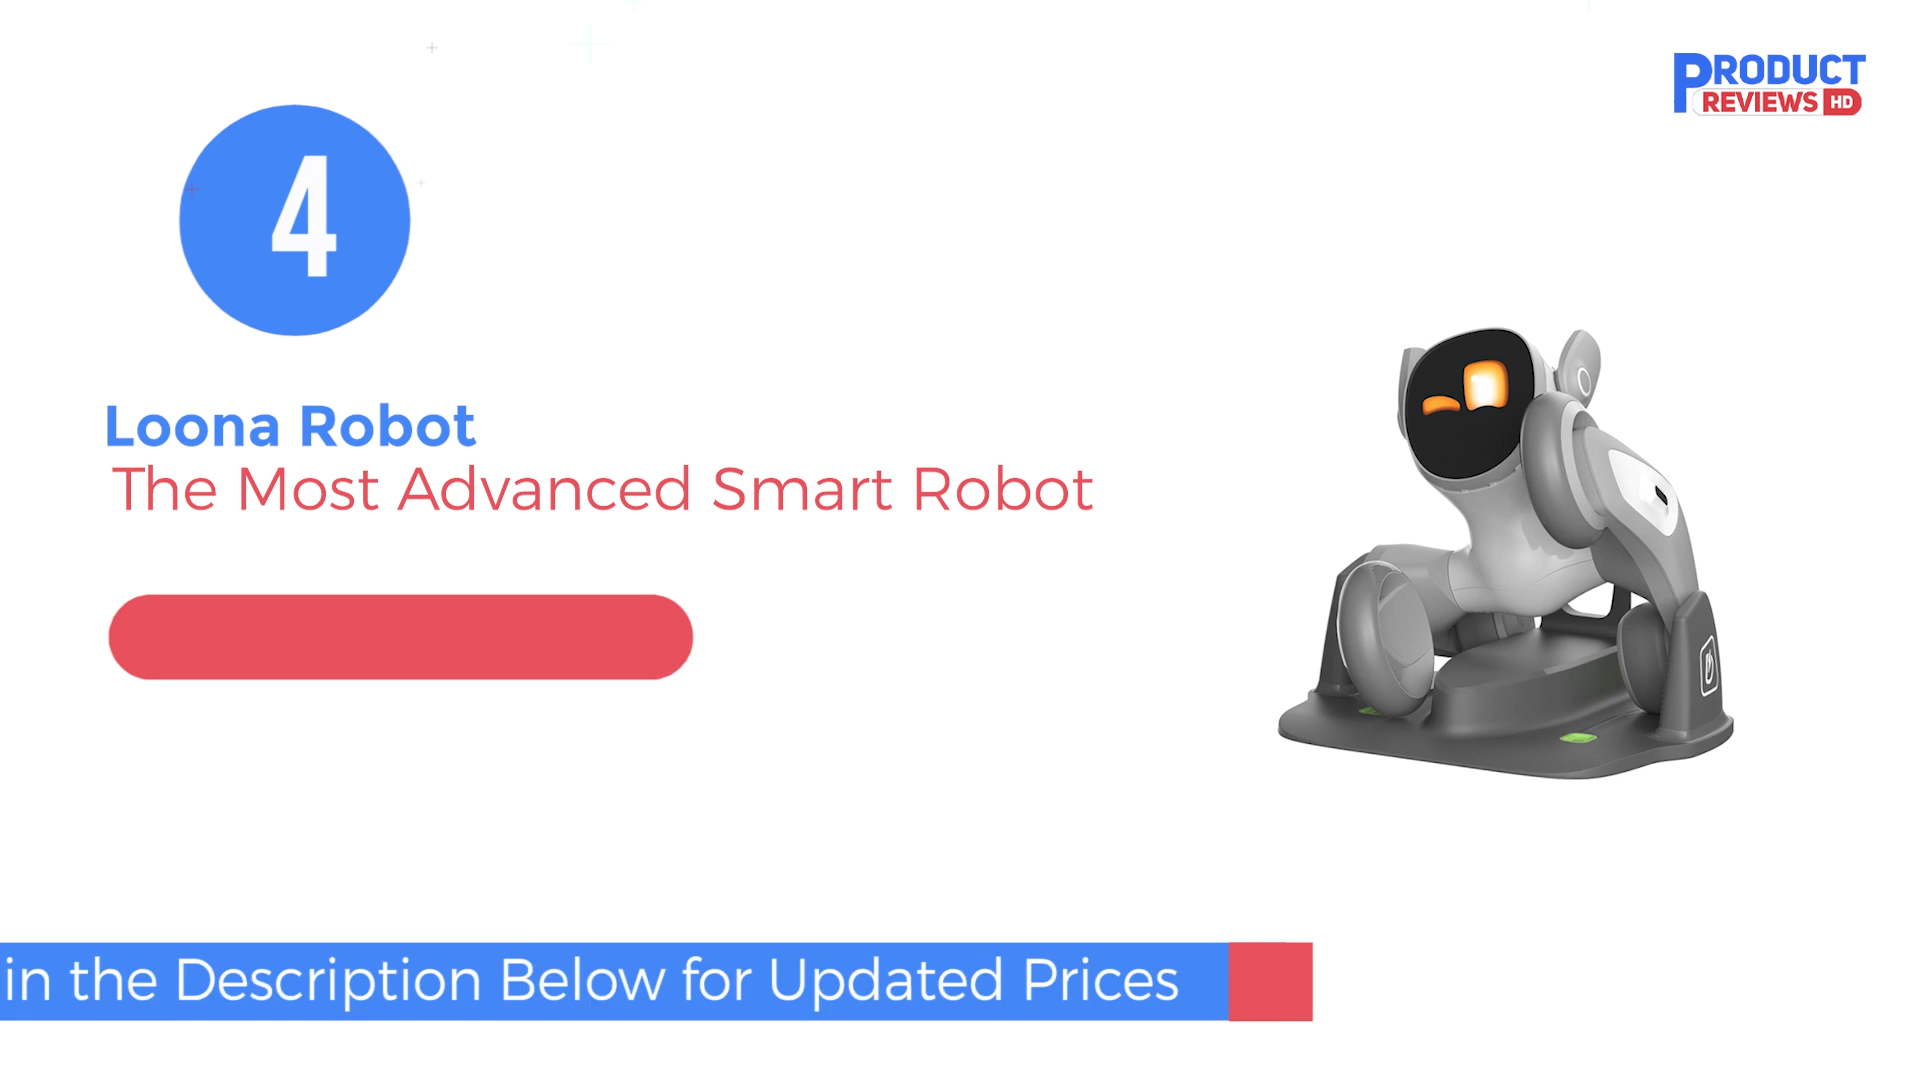 PRODUCT
REVIEWS HD
4
Loona Robot
The Most Advanced Smart Robot
in the Description Below for Updated Prices